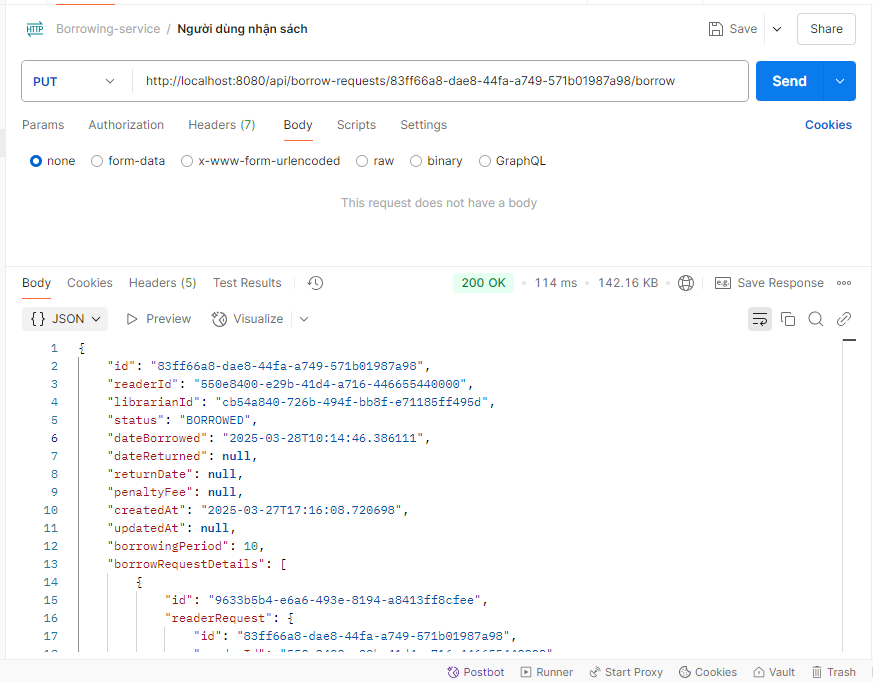 HTTP Borrowing-service / Người dùng nhận sách Save Share
PUT http://localhost:8080/api/borrow-requests/83ff66a8-dae8-44fa-a749-571b01987a98/borrow Send
Params Authorization Headers (7) Body Scripts Settings Cookies
none form-data x-www-form-urlencoded raw binary GraphQL
This request does not have a body
Body Cookies Headers (5) Test Results 200 OK • 114 ms • 142.16 KB • e.g. Save Response
{} JSON Preview Visualize
1 {
2 "id": "83ff66a8-dae8-44fa-a749-571b01987a98",
3 "readerId": "550e8400-e29b-41d4-a716-446655440000",
4 "librarianId": "cb54a840-726b-494f-bb8f-e71185ff495d",
5 "status": "BORROWED",
6 "dateBorrowed": "2025-03-28T10:14:46.386111",
7 "dateReturned": null,
8 "returnDate": null,
9 "penaltyFee": null,
10 "createdAt": "2025-03-27T17:16:08.720698",
11 "updatedAt": null,
12 "borrowingPeriod": 10,
13 "borrowRequestDetails": [
14 {
15 "id": "9633b5b4-e6a6-493e-8194-a8413ff8cfee",
16 "readerRequest": {
17 "id": "83ff66a8-dae8-44fa-a749-571b01987a98",
Postbot Runner Start Proxy Cookies Vault Trash